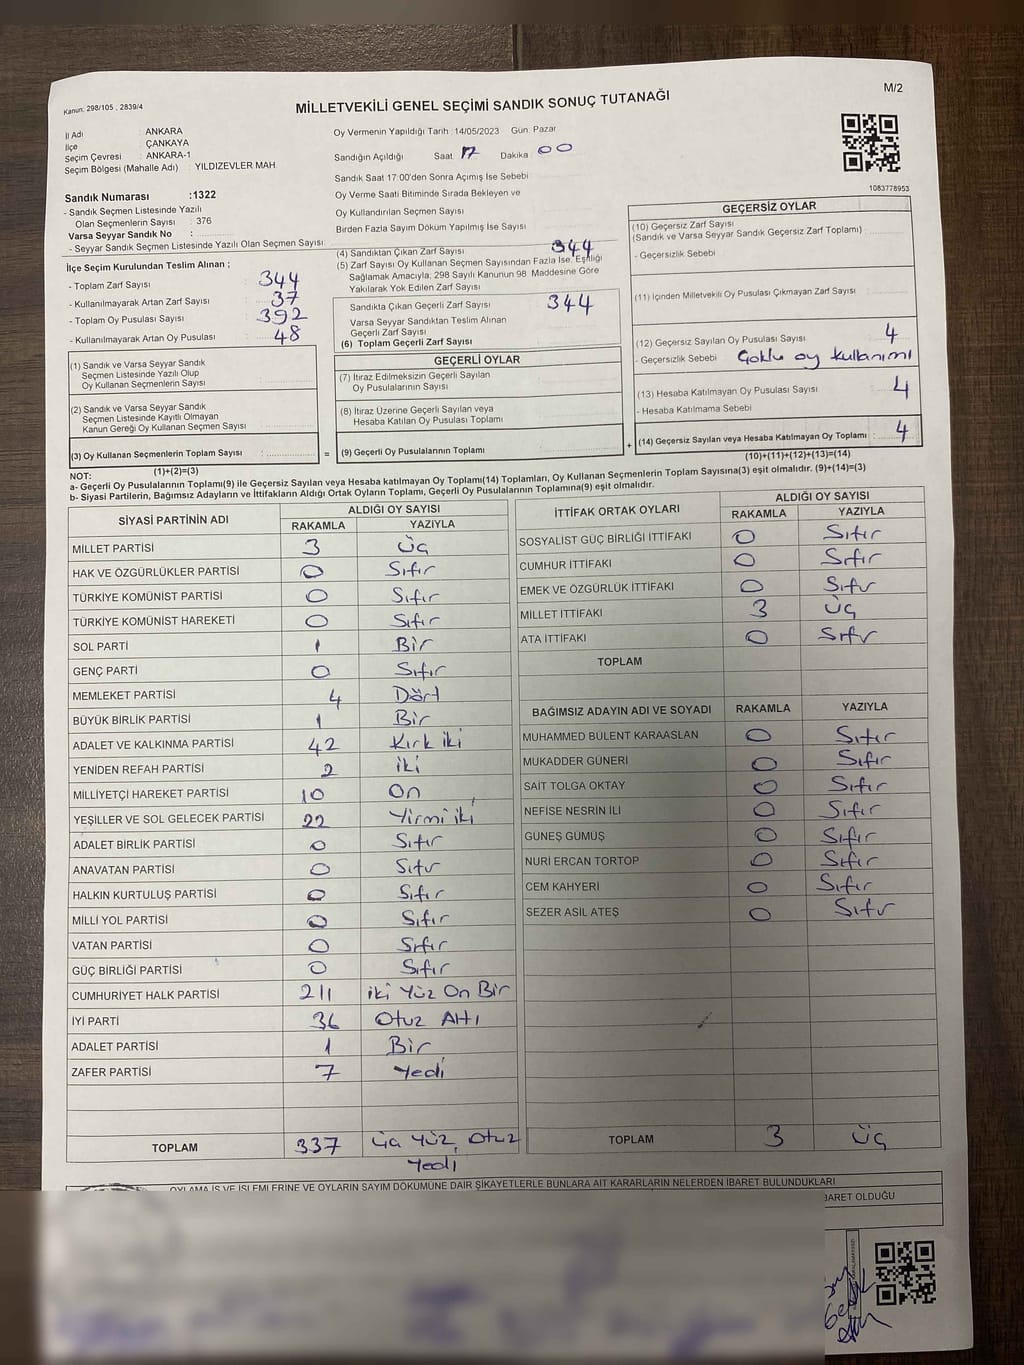 Kanun: 298/105 , 2839/4
MİLLETVEKİLİ GENEL SEÇİMİ SANDIK SONUÇ TUTANAĞI
M/2
İl Adı : ANKARA
İlçe : ÇANKAYA
Seçim Çevresi : ANKARA-1
Seçim Bölgesi (Mahalle Adı) : YILDIZEVLER MAH.
Sandık Numarası :1322
- Sandık Seçmen Listesinde Yazılı
Olan Seçmenlerin Sayısı : 376
Varsa Seyyar Sandık No :
- Seyyar Sandık Seçmen Listesinde Yazılı Olan Seçmen Sayısı:
İlçe Seçim Kurulundan Teslim Alınan ;
- Toplam Zarf Sayısı : 344
- Kullanılmayarak Artan Zarf Sayısı : 37
- Toplam Oy Pusulası Sayısı : 392
- Kullanılmayarak Artan Oy Pusulası : 48
(1) Sandık ve Varsa Seyyar Sandık
Seçmen Listesinde Yazılı Olup
Oy Kullanan Seçmenlerin Sayısı :
(2) Sandık ve Varsa Seyyar Sandık
Seçmen Listesinde Kayıtlı Olmayan
Kanun Gereği Oy Kullanan Seçmen Sayısı :
(3) Oy Kullanan Seçmenlerin Toplam Sayısı :
(1)+(2)=(3)
Oy Vermenin Yapıldığı Tarih : 14/05/2023 Gün: Pazar
Sandığın Açıldığı Saat: 17 Dakika : 00
Sandık Saat 17:00'den Sonra Açımış İse Sebebi
Oy Verme Saati Bitiminde Sırada Bekleyen ve
Oy Kullandırılan Seçmen Sayısı
Birden Fazla Sayım Döküm Yapılmış İse Sayısı
(4) Sandıktan Çıkan Zarf Sayısı 344
(5) Zarf Sayısı Oy Kullanan Seçmen Sayısından Fazla İse, Eşitliği
Sağlamak Amacıyla; 298 Sayılı Kanunun 98. Maddesine Göre
Yakılarak Yok Edilen Zarf Sayısı
Sandıkta Çıkan Geçerli Zarf Sayısı 344
Varsa Seyyar Sandıktan Teslim Alınan
Geçerli Zarf Sayısı
(6) Toplam Geçerli Zarf Sayısı
GEÇERLİ OYLAR
(7) İtiraz Edilmeksizin Geçerli Sayılan
Oy Pusulalarının Sayısı
(8) İtiraz Üzerine Geçerli Sayılan veya
Hesaba Katılan Oy Pusulası Toplamı
= (9) Geçerli Oy Pusulalarının Toplamı
1083778953
GEÇERSİZ OYLAR
(10) Geçersiz Zarf Sayısı
(Sandık ve Varsa Seyyar Sandık Geçersiz Zarf Toplamı) :
- Geçersizlik Sebebi
(11) İçinden Milletvekili Oy Pusulası Çıkmayan Zarf Sayısı :
(12) Geçersiz Sayılan Oy Pusulası Sayısı : 4
- Geçersizlik Sebebi : Çoklu oy kullanımı
(13) Hesaba Katılmayan Oy Pusulası Sayısı : 4
- Hesaba Katılmama Sebebi
+ (14) Geçersiz Sayılan veya Hesaba Katılmayan Oy Toplamı : 4
(10)+(11)+(12)+(13)=(14)
NOT:
a- Geçerli Oy Pusulalarının Toplamı(9) ile Geçersiz Sayılan veya Hesaba katılmayan Oy Toplamı(14) Toplamları, Oy Kullanan Seçmenlerin Toplam Sayısına(3) eşit olmalıdır. (9)+(14)=(3)
b- Siyasi Partilerin, Bağımsız Adayların ve İttifakların Aldığı Ortak Oyların Toplamı, Geçerli Oy Pusulalarının Toplamına(9) eşit olmalıdır.
SİYASİ PARTİNİN ADI ALDIĞI OY SAYISI
RAKAMLA YAZIYLA
MİLLET PARTİSİ 3 Üç
HAK VE ÖZGÜRLÜKLER PARTİSİ 0 Sıfır
TÜRKİYE KOMÜNİST PARTİSİ 0 Sıfır
TÜRKİYE KOMÜNİST HAREKETİ 0 Sıfır
SOL PARTİ 1 Bir
GENÇ PARTİ 0 Sıfır
MEMLEKET PARTİSİ 4 Dört
BÜYÜK BİRLİK PARTİSİ 1 Bir
ADALET VE KALKINMA PARTİSİ 42 Kırk iki
YENİDEN REFAH PARTİSİ 2 iki
MİLLİYETÇİ HAREKET PARTİSİ 10 On
YEŞİLLER VE SOL GELECEK PARTİSİ 22 Yirmi iki
ADALET BİRLİK PARTİSİ 0 Sıfır
ANAVATAN PARTİSİ 0 Sıfır
HALKIN KURTULUŞ PARTİSİ 0 Sıfır
MİLLİ YOL PARTİSİ 0 Sıfır
VATAN PARTİSİ 0 Sıfır
GÜÇ BİRLİĞİ PARTİSİ 0 Sıfır
CUMHURİYET HALK PARTİSİ 211 iki Yüz On Bir
İYİ PARTİ 36 Otuz Altı
ADALET PARTİSİ 1 Bir
ZAFER PARTİSİ 7 Yedi
TOPLAM 337 Üç Yüz Otuz
Yedi
İTTİFAK ORTAK OYLARI ALDIĞI OY SAYISI
RAKAMLA YAZIYLA
SOSYALİST GÜÇ BİRLİĞİ İTTİFAKI 0 Sıfır
CUMHUR İTTİFAKI 0 Sıfır
EMEK VE ÖZGÜRLÜK İTTİFAKI 0 Sıfır
MİLLET İTTİFAKI 3 Üç
ATA İTTİFAKI 0 Sıfır
TOPLAM
BAĞIMSIZ ADAYIN ADI VE SOYADI RAKAMLA YAZIYLA
MUHAMMED BÜLENT KARAASLAN 0 Sıfır
MUKADDER GÜNERİ 0 Sıfır
SAİT TOLGA OKTAY 0 Sıfır
NEFİSE NESRİN İLİ 0 Sıfır
GÜNEŞ GÜMÜŞ 0 Sıfır
NURİ ERCAN TORTOP 0 Sıfır
CEM KAHYERİ 0 Sıfır
SEZER ASİL ATEŞ 0 Sıfır
TOPLAM 3 Üç
OYLAMA İŞ VE İŞLEMLERİNE VE OYLARIN SAYIM DÖKÜMÜNE DAİR ŞİKAYETLERLE BUNLARA AİT KARARLARIN NELERDEN İBARET BULUNDUKLARI
BARET OLDUĞU